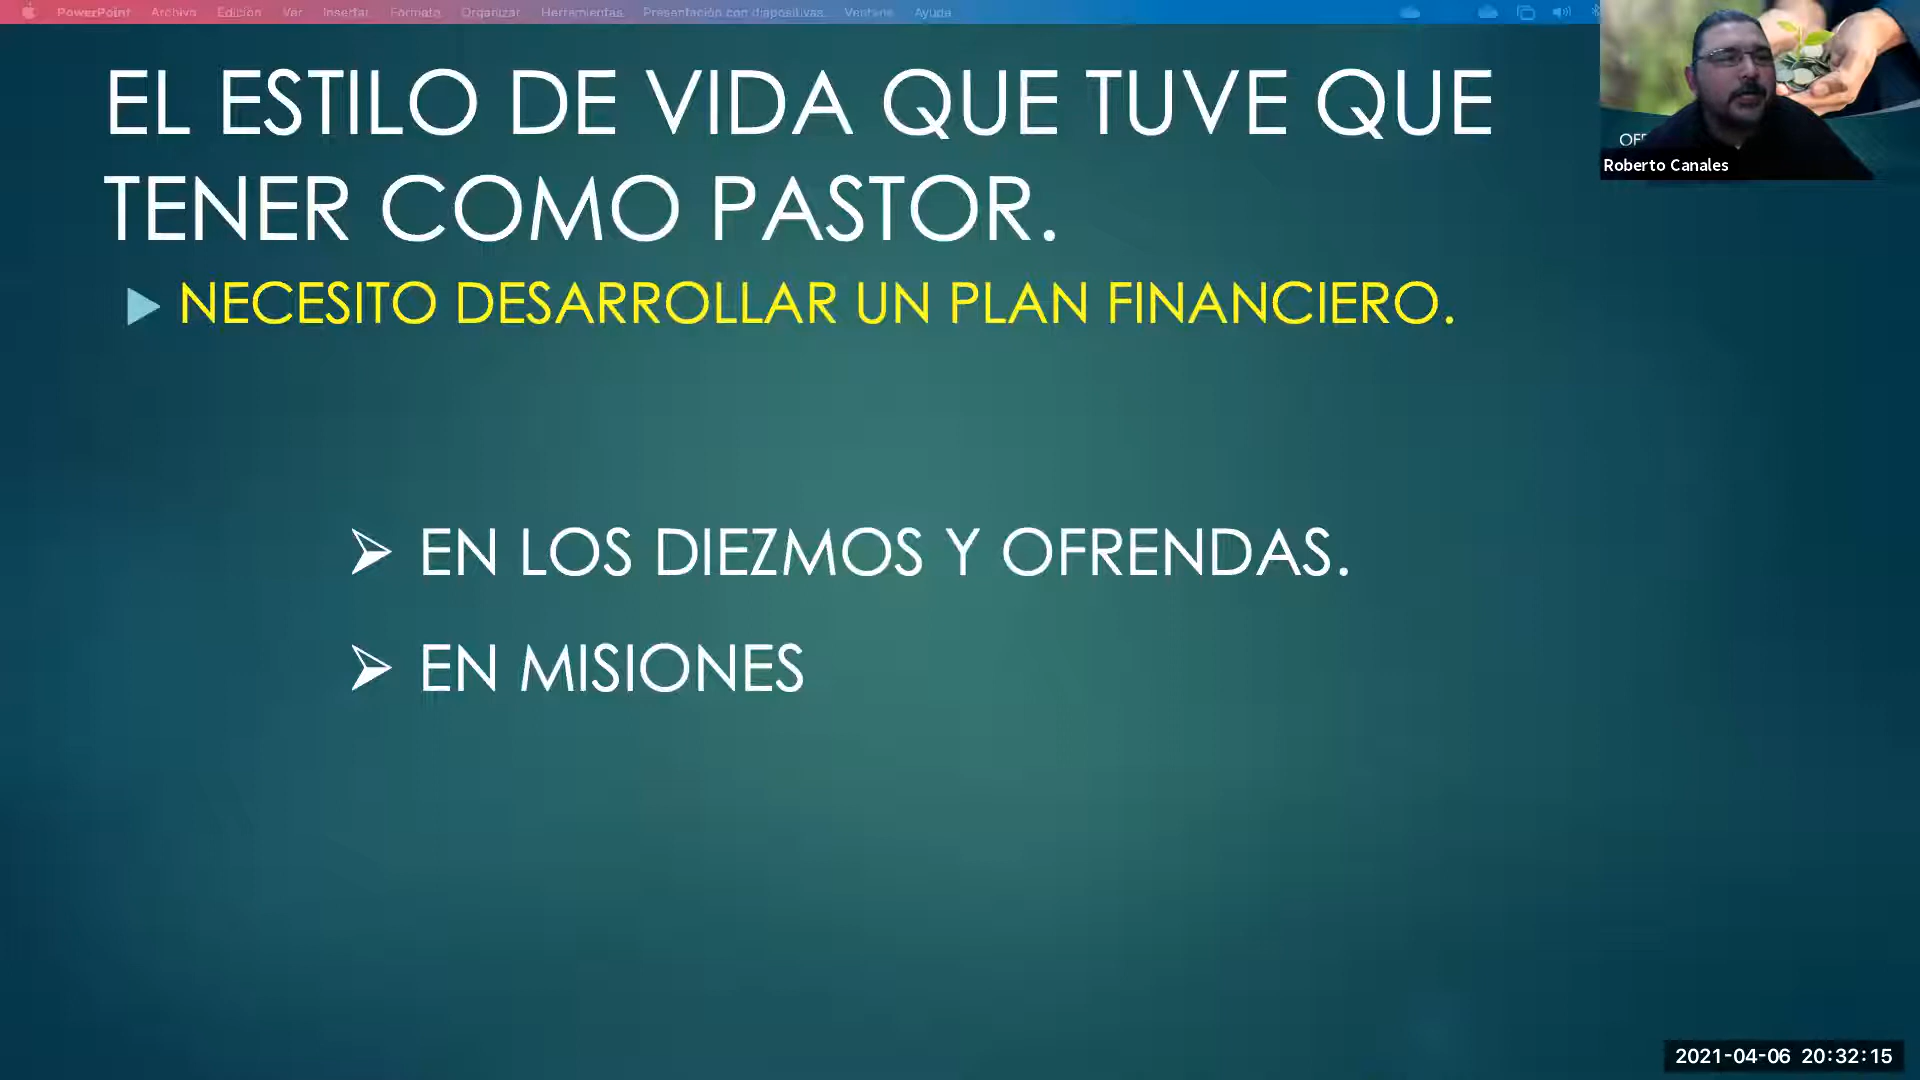 PowerPoint Archivo Edición Ver Insertar Formato Organizar Herramientas Presentación con diapositivas Ventana Ayuda
EL ESTILO DE VIDA QUE TUVE QUE
TENER COMO PASTOR.
NECESITO DESARROLLAR UN PLAN FINANCIERO.
EN LOS DIEZMOS Y OFRENDAS.
EN MISIONES
Roberto Canales
2021-04-06 20:32:15